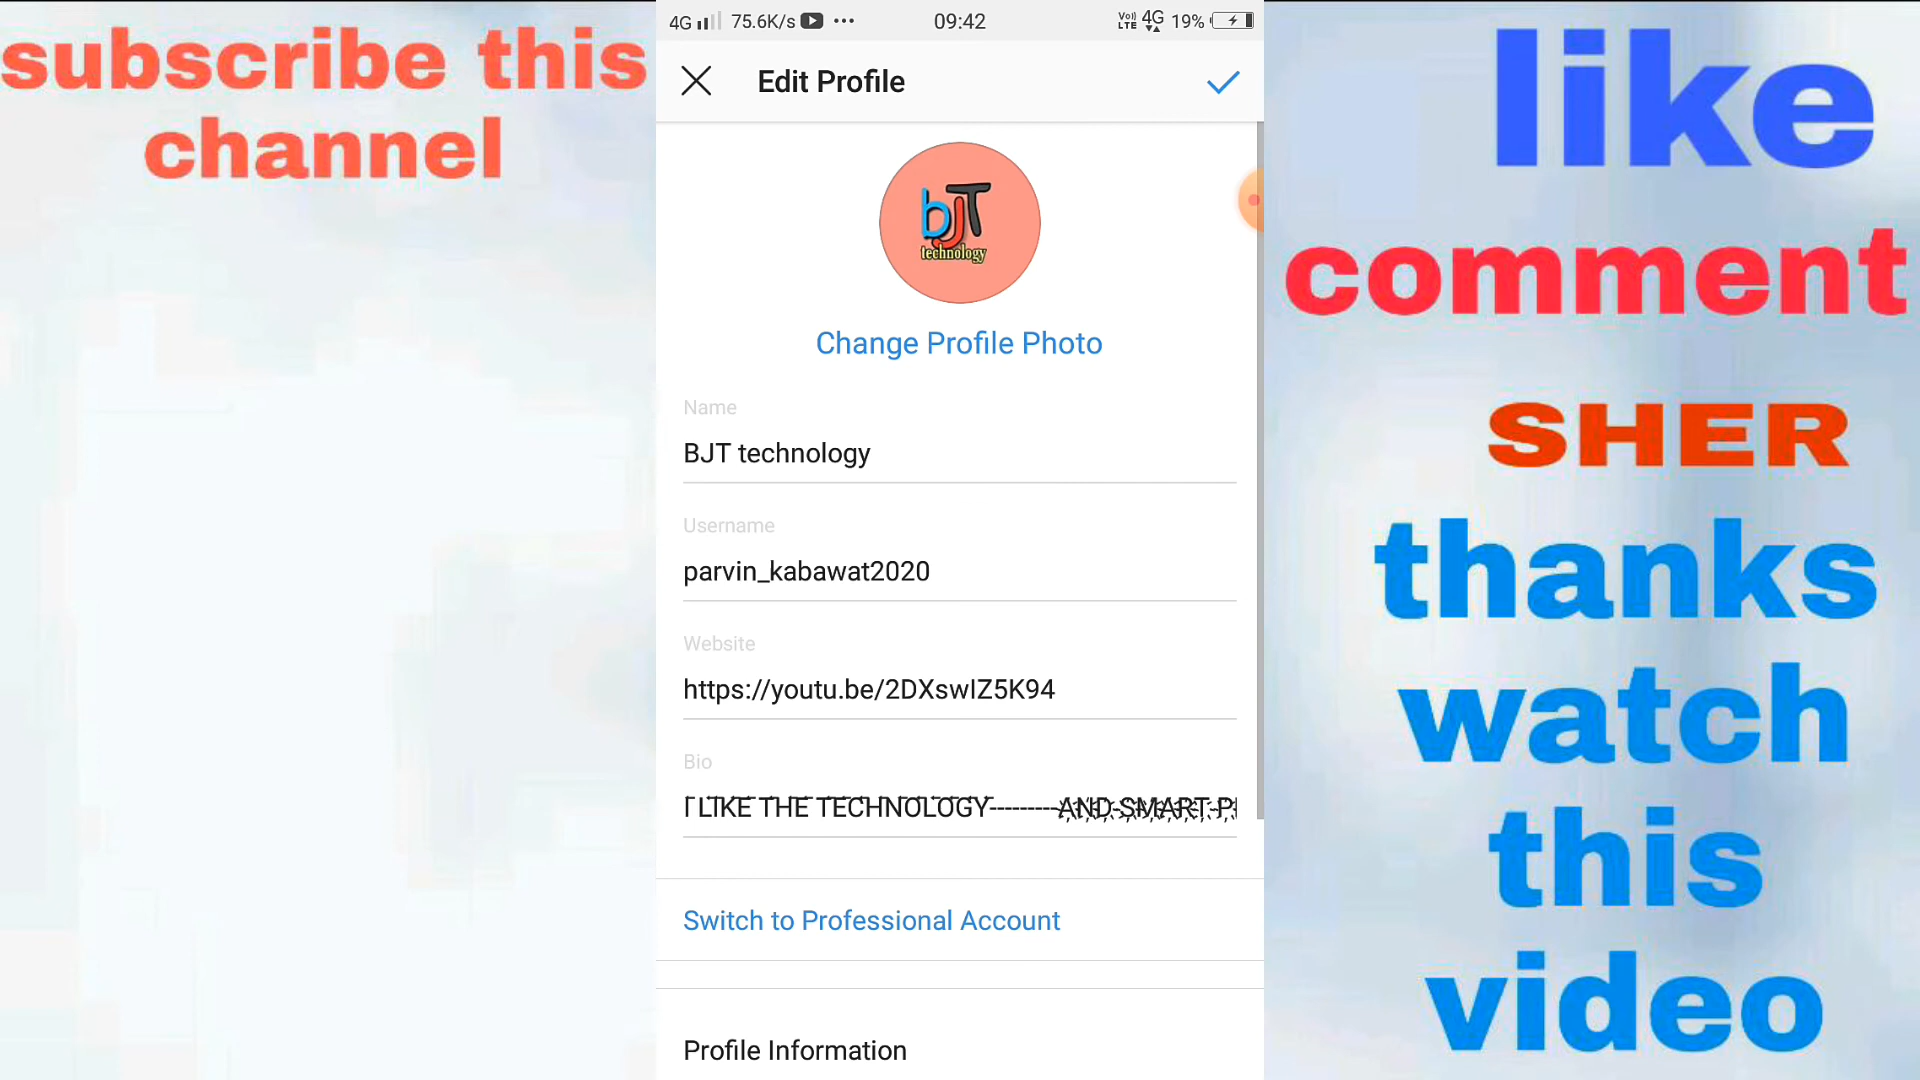 subscribe this
channel
4G 75.6K/s 09:42 Vo) LTE 4G 19%
Edit Profile
bjT
technology
Change Profile Photo
Name
BJT technology
Username
parvin_kabawat2020
Website
https://youtu.be/2DXswIZ5K94
Bio
I LIKE THE TECHNOLOGY---------AND SMART P
Switch to Professional Account
Profile Information
like
comment
SHER
thanks
watch
this
video